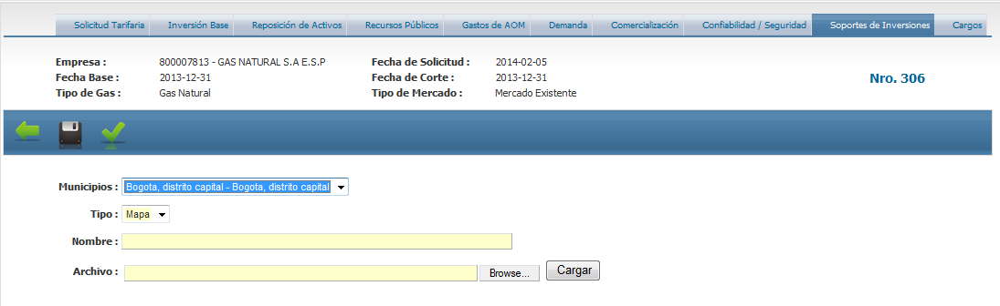 Solicitud Tarifaria Inversión Base Reposición de Activos Recursos Públicos Gastos de AOM Demanda Comercialización Confiabilidad / Seguridad Soportes de Inversiones Cargos
Empresa : 800007813 - GAS NATURAL S.A E.S.P Fecha de Solicitud : 2014-02-05
Fecha Base : 2013-12-31 Fecha de Corte : 2013-12-31 Nro. 306
Tipo de Gas : Gas Natural Tipo de Mercado : Mercado Existente
Municipios : Bogota, distrito capital - Bogota, distrito capital
Tipo : Mapa
Nombre :
Archivo : Browse... Cargar